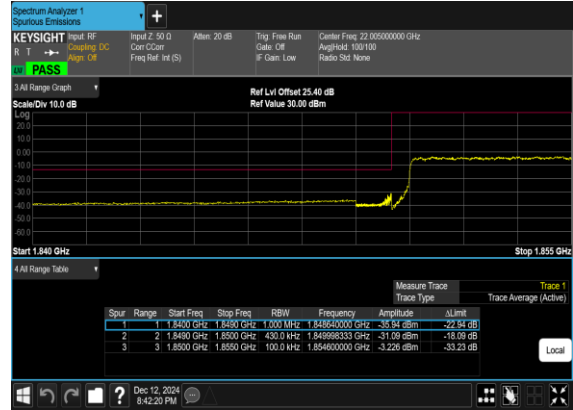 Spectrum Analyzer 1
Spurious Emissions
KEYSIGHT Input: RF Input Z: 50 Ω Atten: 20 dB Trig: Free Run Center Freq: 22.005000000 GHz
R T Coupling: DC Corr CCorr Gate: Off Avg|Hold: 100/100
Align: Off Freq Ref: Int (S) IF Gain: Low Radio Std: None
LM PASS
3 All Range Graph
Ref Lvl Offset 25.40 dB
Scale/Div 10.0 dB Ref Value 30.00 dBm
Log
20.0
10.0
0.00
-10.0
-20.0
-30.0
-40.0
-50.0
-60.0
Start 1.840 GHz Stop 1.855 GHz
4 All Range Table
Measure Trace Trace 1
Trace Type Trace Average (Active)
Spur Range Start Freq Stop Freq RBW Frequency Amplitude ΔLimit
1 1 1.8400 GHz 1.8490 GHz 1.000 MHz 1.848640000 GHz -35.94 dBm -22.94 dB
2 2 1.8490 GHz 1.8500 GHz 430.0 kHz 1.849998333 GHz -31.09 dBm -18.09 dB
3 3 1.8500 GHz 1.8550 GHz 100.0 kHz 1.854600000 GHz -3.226 dBm -33.23 dB
Local
? Dec 12, 2024
8:42:20 PM